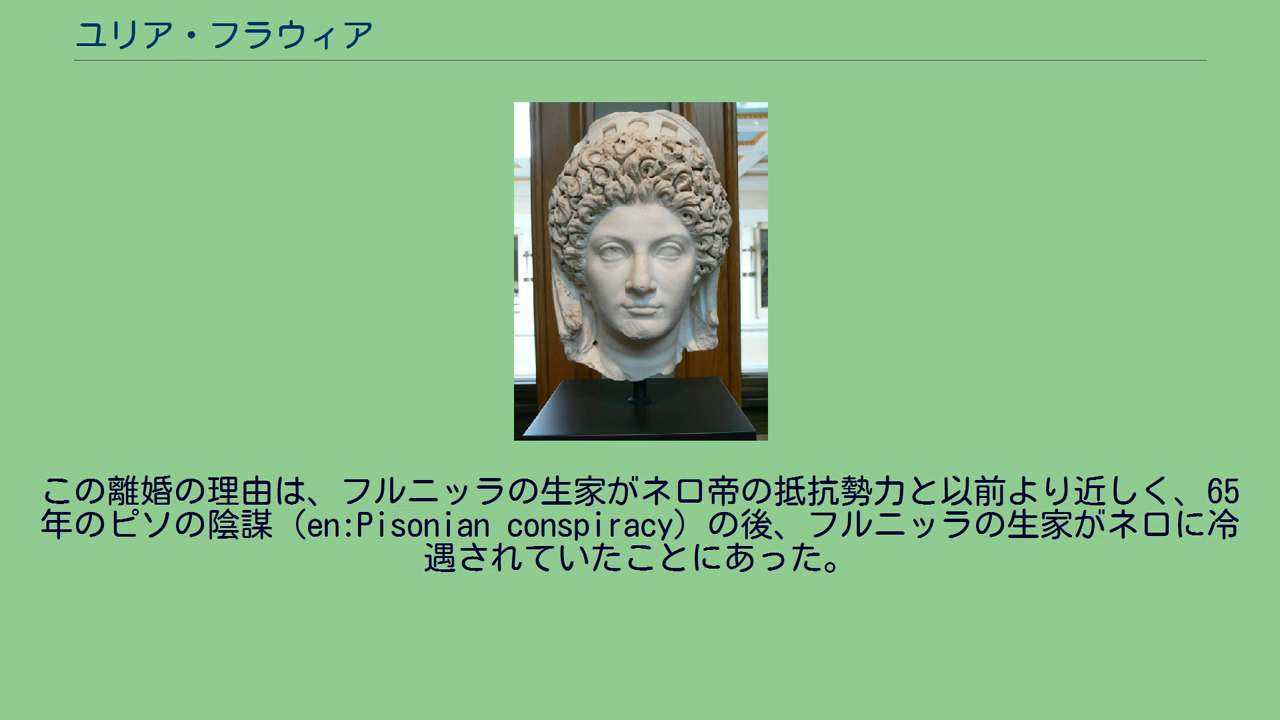 ユリア・フラウィア
この離婚の理由は、フルニッラの生家がネロ帝の抵抗勢力と以前より近しく、65
年のピソの陰謀（en:Pisonian conspiracy）の後、フルニッラの生家がネロに冷
遇されていたことにあった。